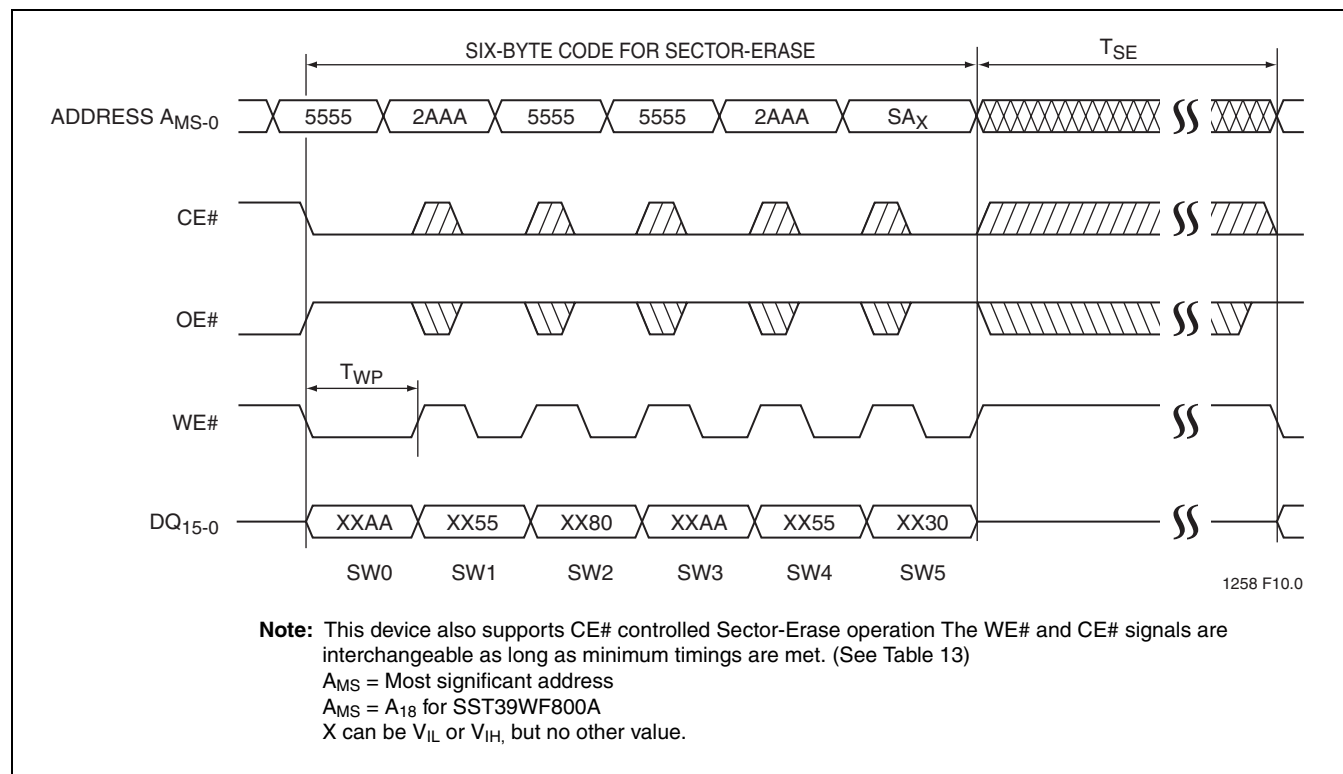 SIX-BYTE CODE FOR SECTOR-ERASE
TSE
ADDRESS AMS-0
5555
2AAA
5555
5555
2AAA
SAX
CE#
OE#
TWP
WE#
DQ15-0
XXAA
XX55
XX80
XXAA
XX55
XX30
SW0
SW1
SW2
SW3
SW4
SW5
1258 F10.0
Note: This device also supports CE# controlled Sector-Erase operation The WE# and CE# signals are
interchangeable as long as minimum timings are met. (See Table 13)
AMS = Most significant address
AMS = A18 for SST39WF800A
X can be VIL or VIH, but no other value.